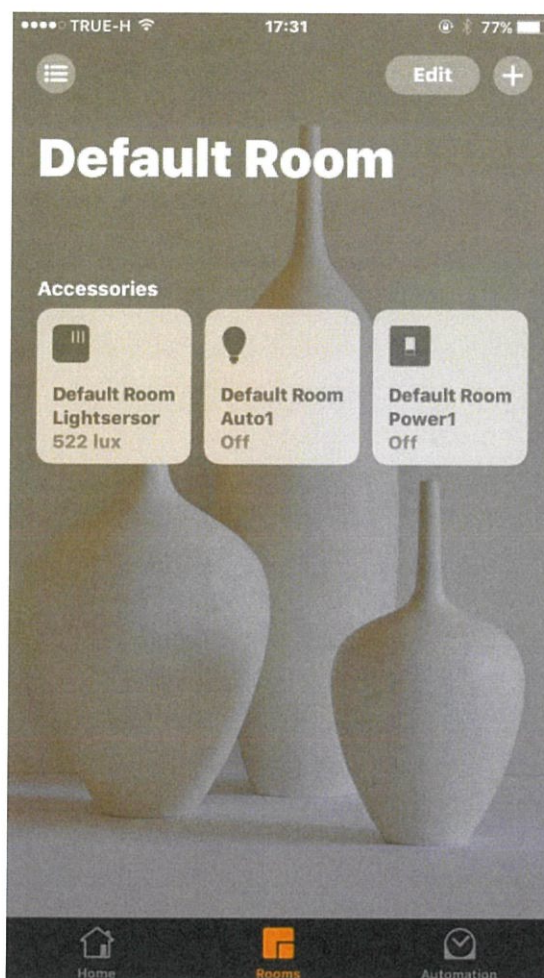 TRUE-H 17:31 77%
Edit
Default Room
Accessories
Default Room
Lightsersor
522 lux
Default Room
Auto1
Off
Default Room
Power1
Off
Home
Rooms
Automation